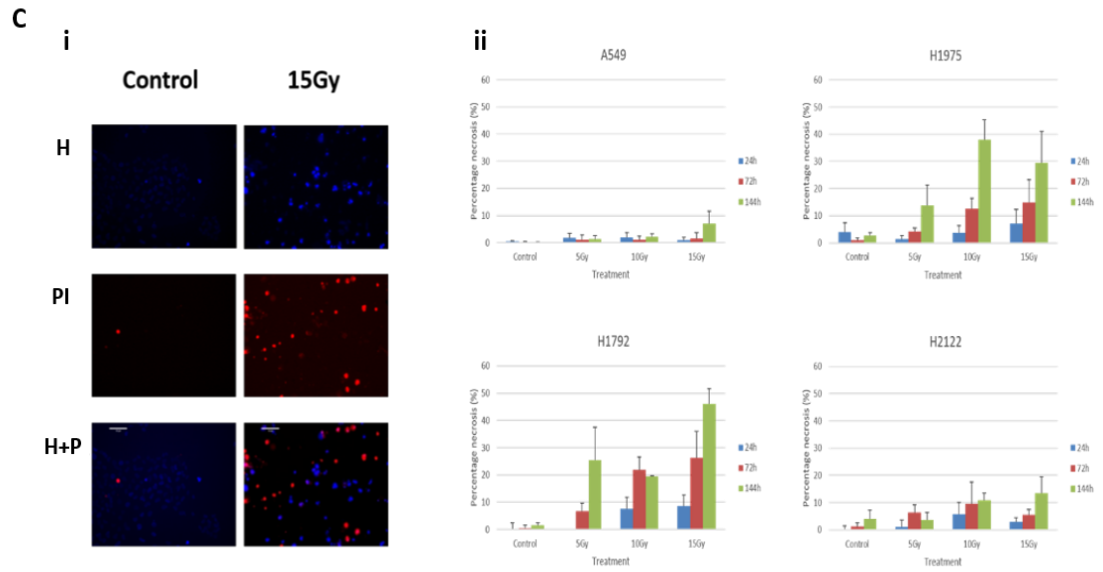 C
i
Control 15Gy
H
PI
H+P
ii
A549
Percentage necrosis (%)
60
50
40
30
20
10
0
Control 5Gy 10Gy 15Gy
Treatment
24h
72h
144h
H1975
Percentage necrosis (%)
60
50
40
30
20
10
0
Control 5Gy 10Gy 15Gy
Treatment
24h
72h
144h
H1792
Percentage necrosis (%)
60
50
40
30
20
10
0
Control 5Gy 10Gy 15Gy
Treatment
24h
72h
144h
H2122
Percentage necrosis (%)
60
50
40
30
20
10
0
Control 5Gy 10Gy 15Gy
Treatment
24h
72h
144h